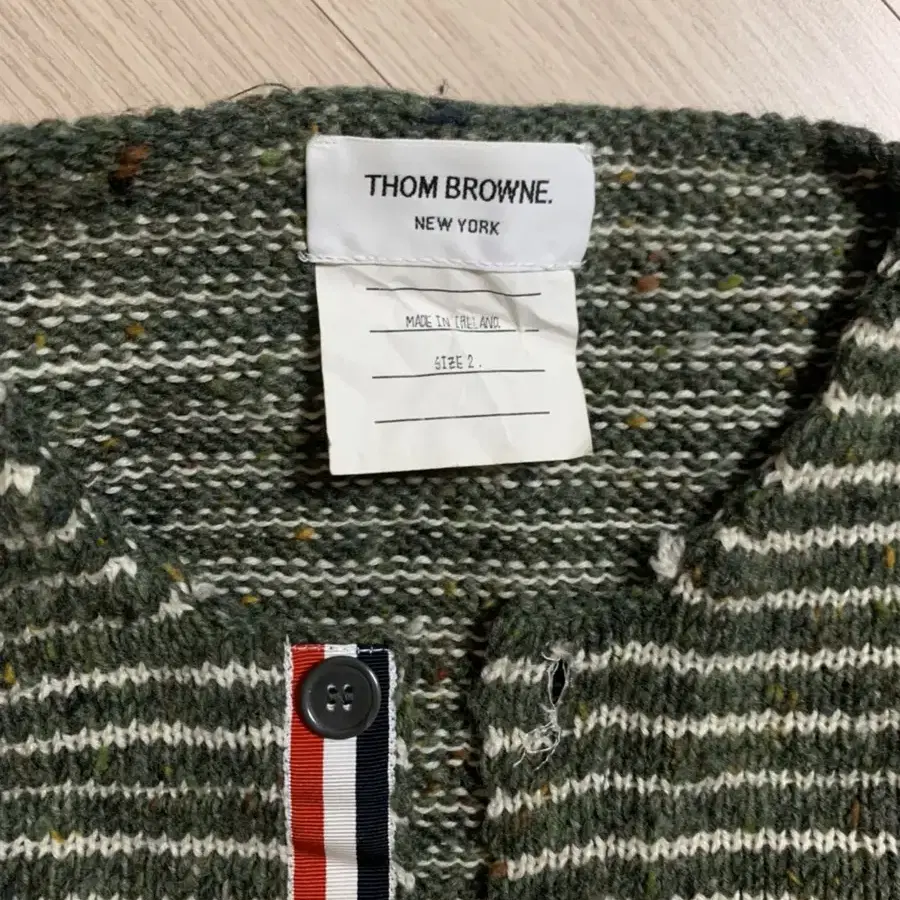 THOM BROWNE.
NEW YORK
MADE IN IRELAND.
SIZE 2.